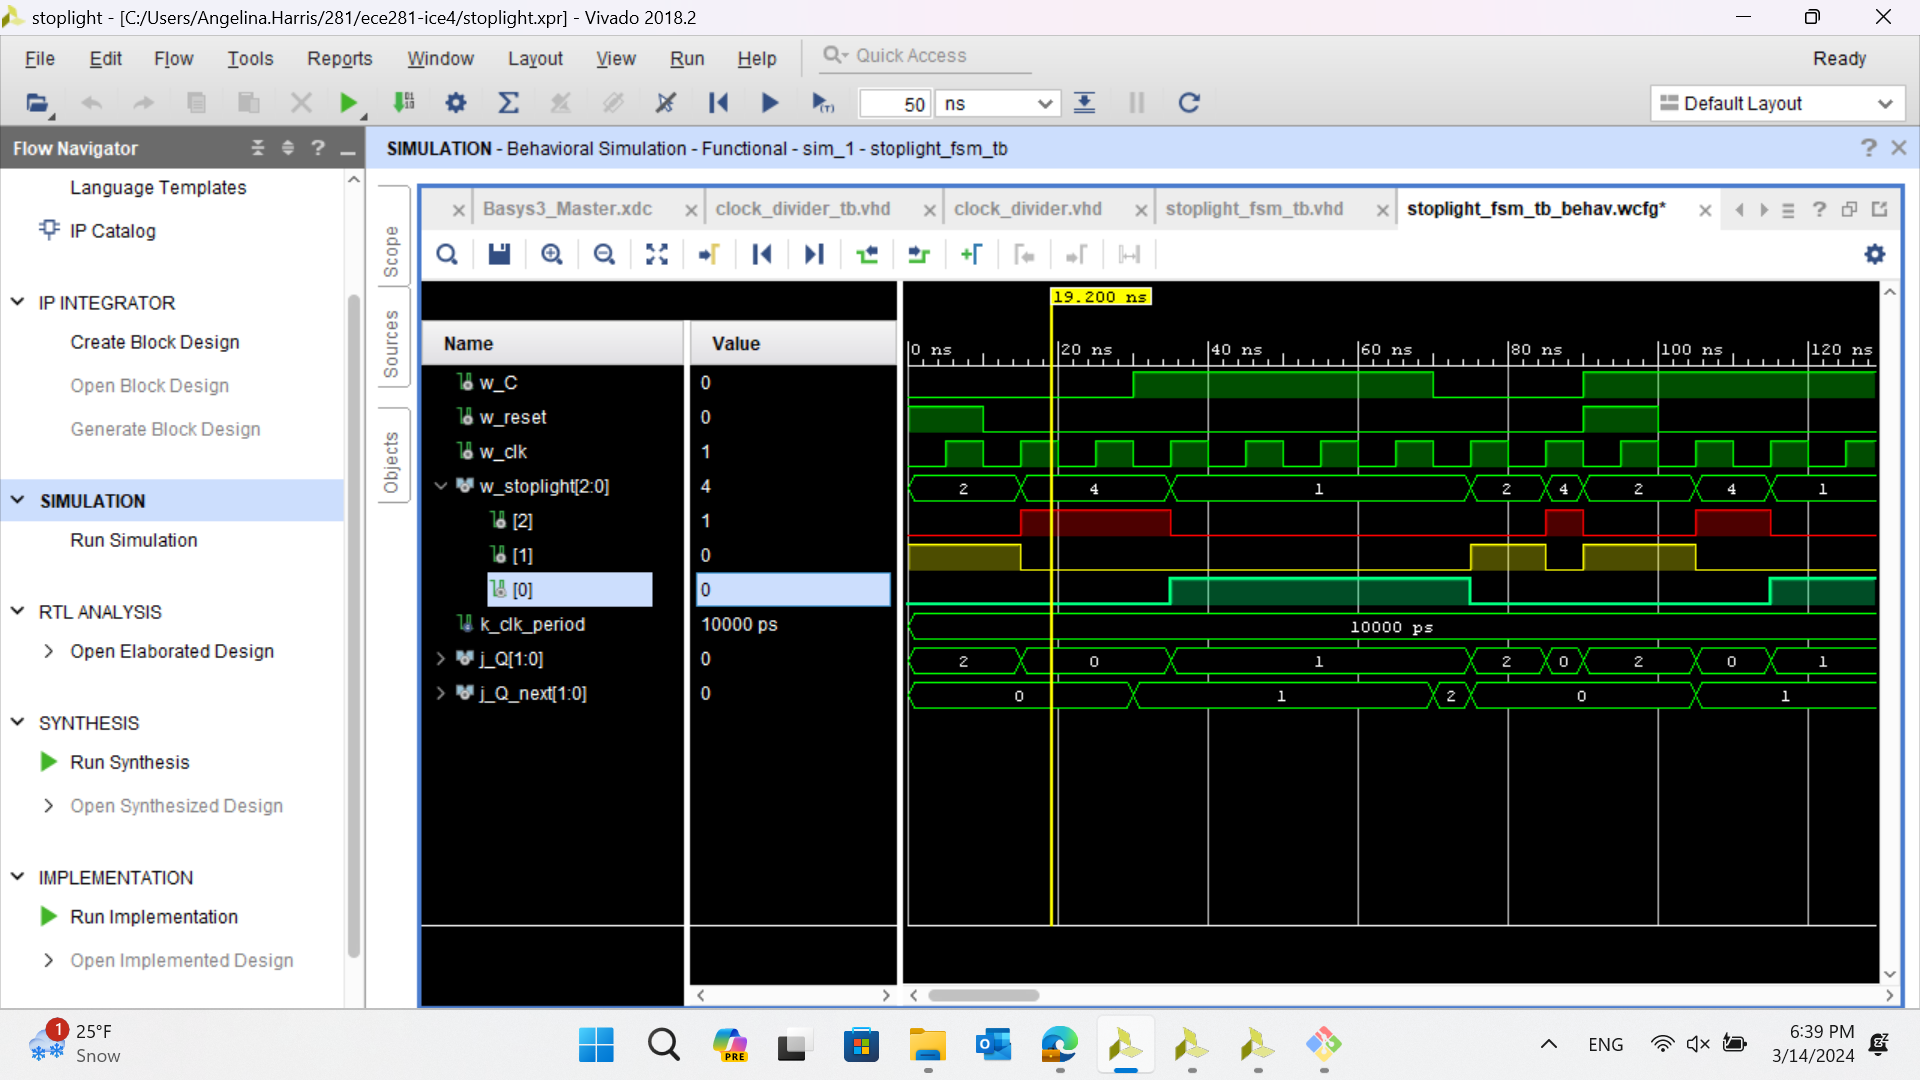 stoplight - [C:/Users/Angelina.Harris/281/ece281-ice4/stoplight.xpr] - Vivado 2018.2
File Edit Flow Tools Reports Window Layout View Run Help Quick Access Ready
50 ns Default Layout
Flow Navigator
SIMULATION - Behavioral Simulation - Functional - sim_1 - stoplight_fsm_tb
Language Templates
IP Catalog
IP INTEGRATOR
Create Block Design
Open Block Design
Generate Block Design
SIMULATION
Run Simulation
RTL ANALYSIS
Open Elaborated Design
SYNTHESIS
Run Synthesis
Open Synthesized Design
IMPLEMENTATION
Run Implementation
Open Implemented Design
Scope
Sources
Objects
Basys3_Master.xdc clock_divider_tb.vhd clock_divider.vhd stoplight_fsm_tb.vhd stoplight_fsm_tb_behav.wcfg*
19.200 ns
Name Value
0 ns 20 ns 40 ns 60 ns 80 ns 100 ns 120 ns
w_C 0
w_reset 0
w_clk 1
w_stoplight[2:0] 4 2 4 1 2 4 2 4 1
[2] 1
[1] 0
[0] 0
k_clk_period 10000 ps 10000 ps
j_Q[1:0] 0 2 0 1 2 0 2 0 1
j_Q_next[1:0] 0 0 1 2 0 1
1
25°F
Snow
PRE
ENG
6:39 PM
3/14/2024